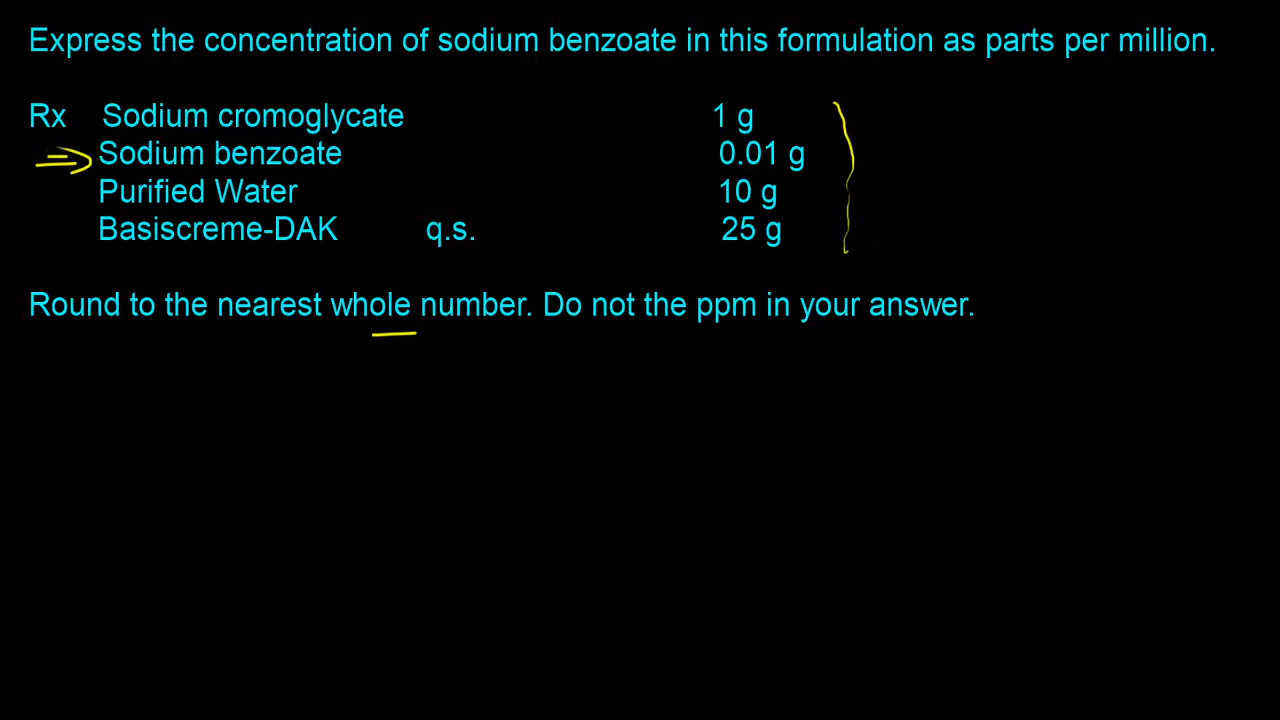 Express the concentration of sodium benzoate in this formulation as parts per million.
Rx Sodium cromoglycate 1 g
Sodium benzoate 0.01 g
Purified Water 10 g
Basiscreme-DAK q.s. 25 g
Round to the nearest whole number. Do not the ppm in your answer.